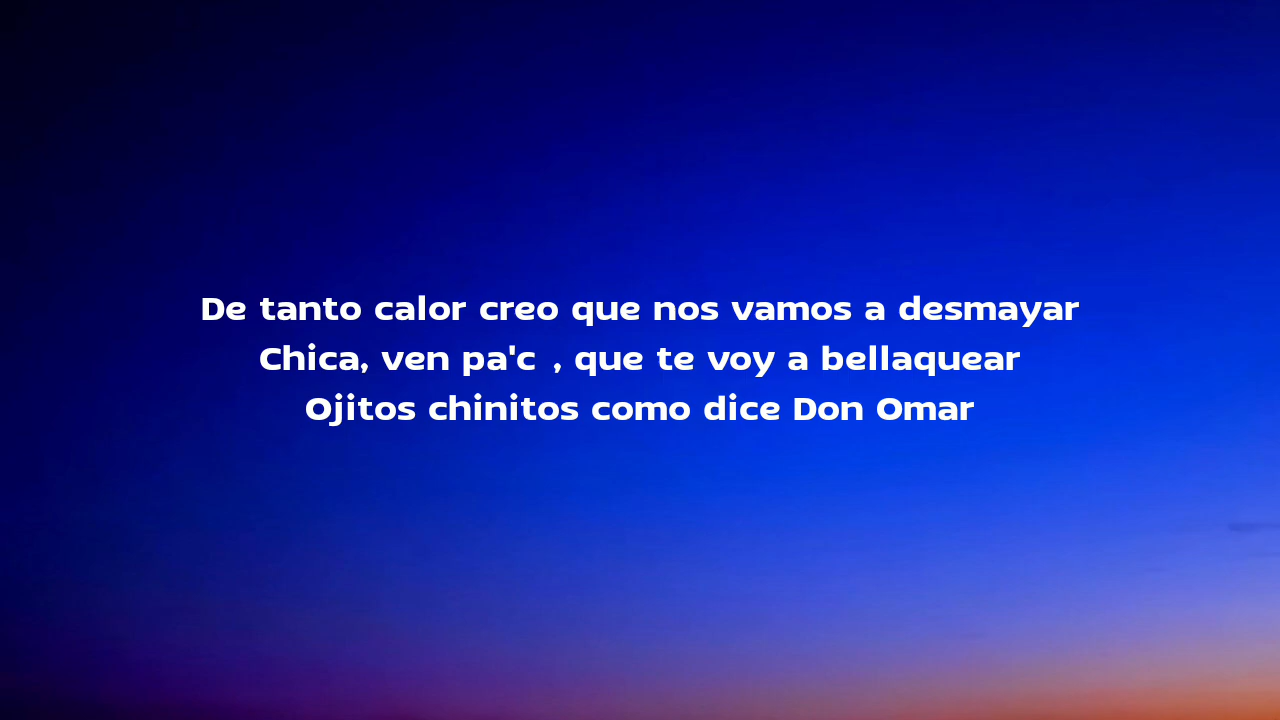 De tanto calor creo que nos vamos a desmayar
Chica, ven pa'c , que te voy a bellaquear
Ojitos chinitos como dice Don Omar